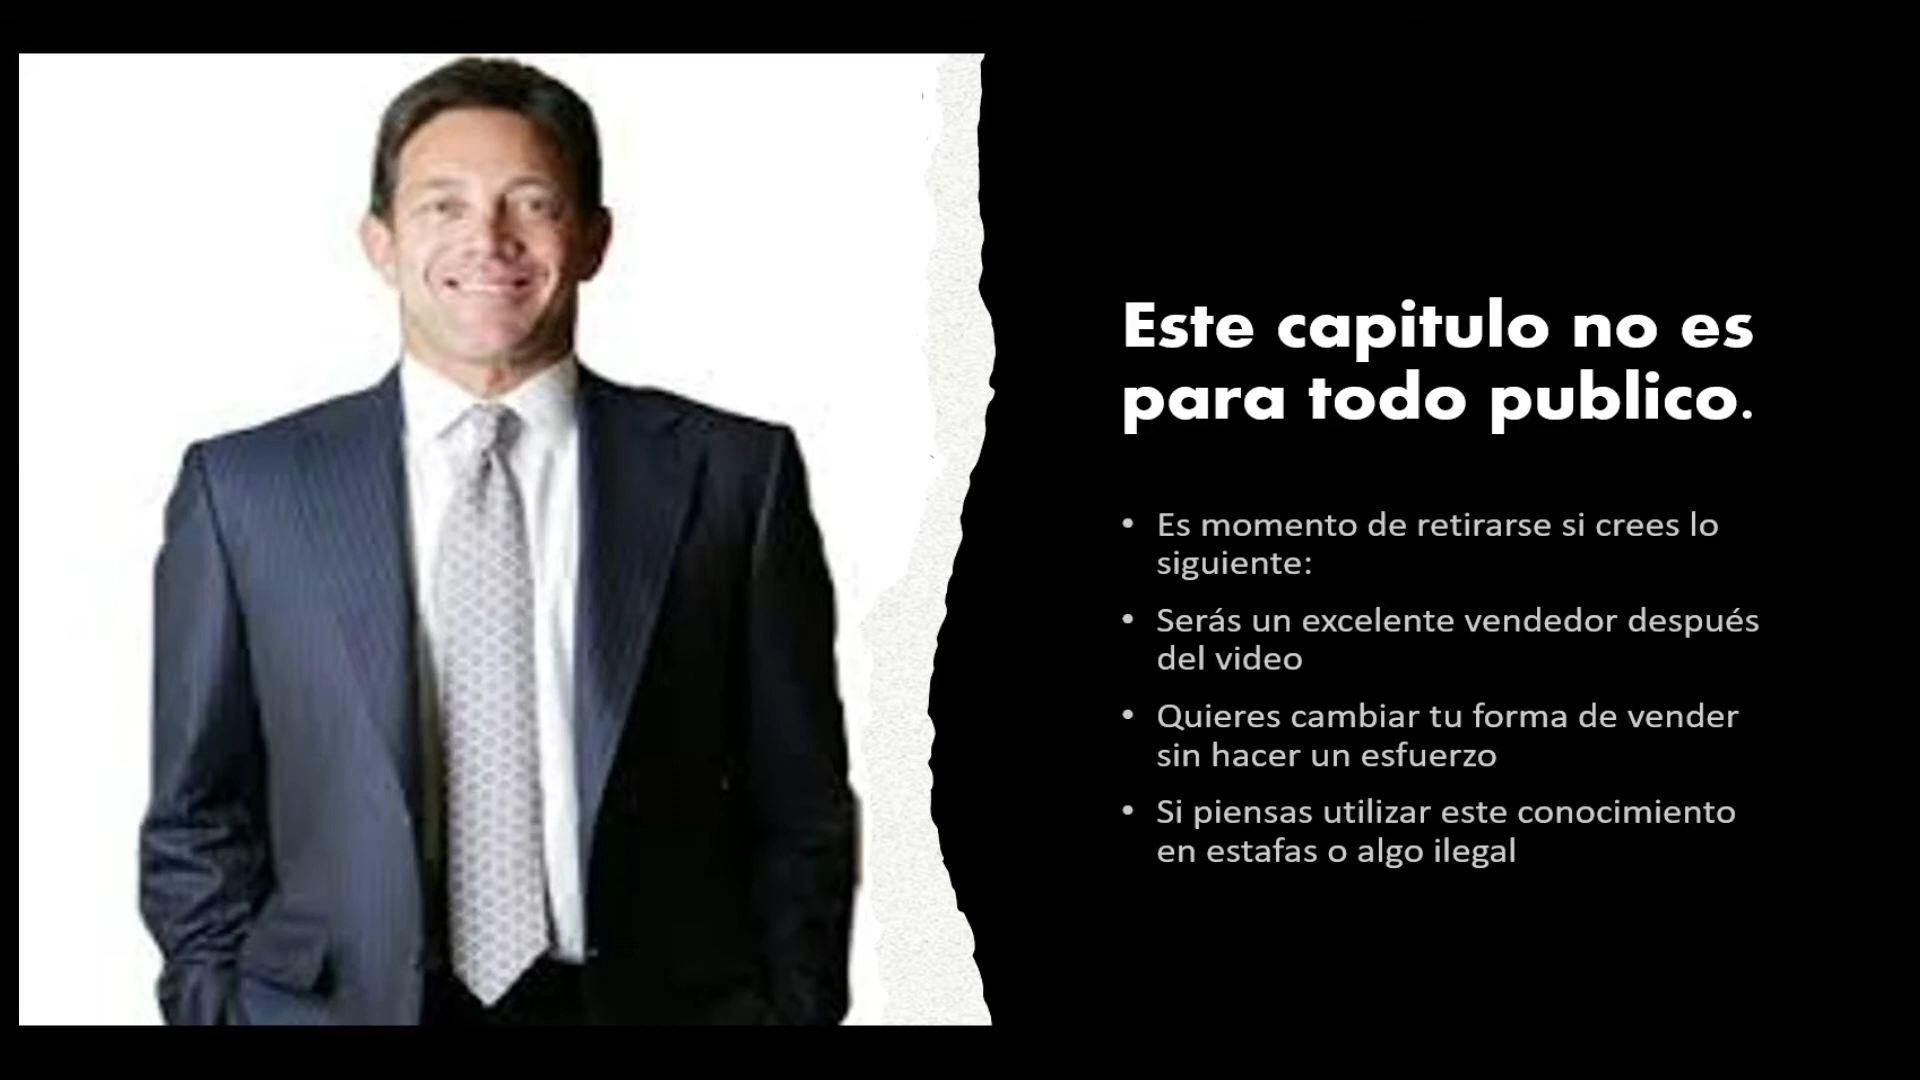 Este capitulo no es
para todo publico.
• Es momento de retirarse si crees lo
siguiente:
• Serás un excelente vendedor después
del video
• Quieres cambiar tu forma de vender
sin hacer un esfuerzo
• Si piensas utilizar este conocimiento
en estafas o algo ilegal